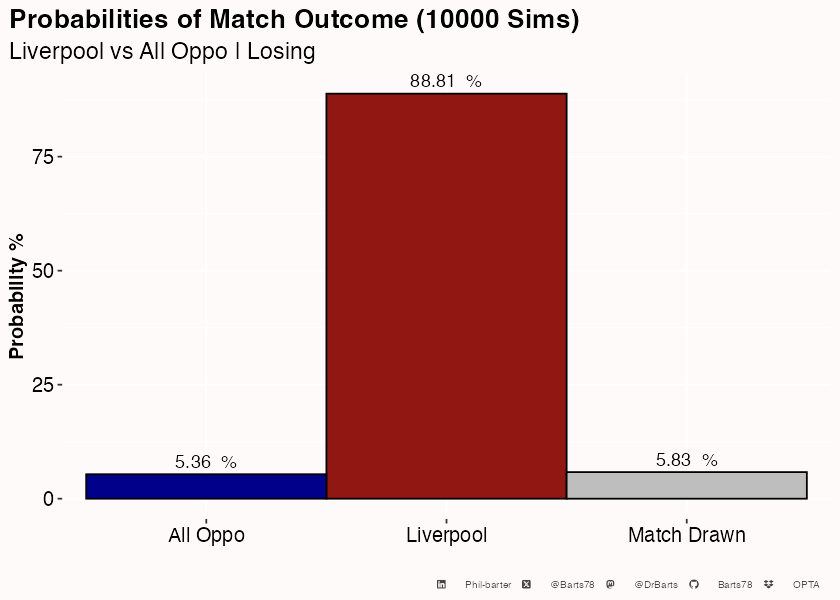 Probabilities of Match Outcome (10000 Sims)
Liverpool vs All Oppo | Losing
88.81 %
75
50
25
0
Probability %
5.36 %
5.83 %
All Oppo Liverpool Match Drawn
Phil-barter @Barts78 @DrBarts Barts78 OPTA